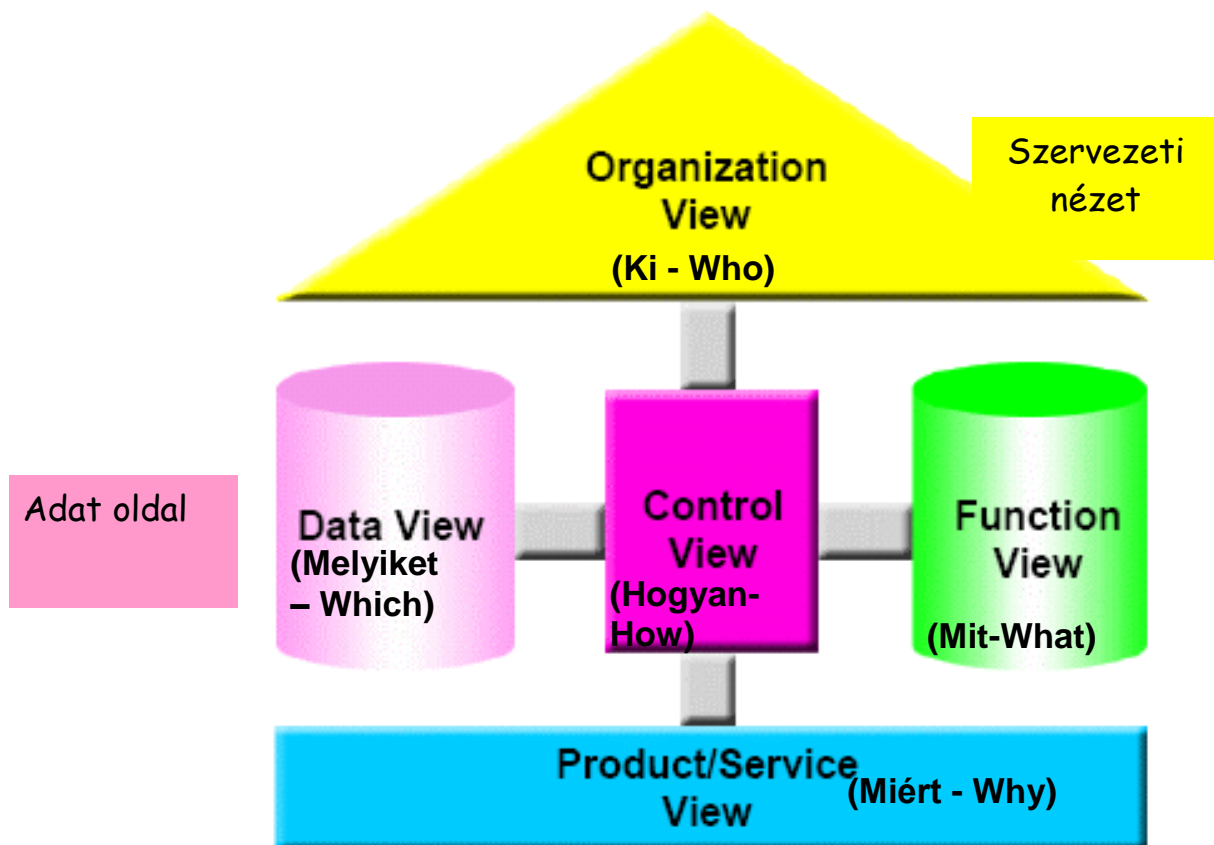 Organization
View
(Ki - Who)
Szervezeti
nézet
Adat oldal
Data View
(Melyiket
– Which)
Control
View
(Hogyan-
How)
Function
View
(Mit-What)
Product/Service
View
(Miért - Why)